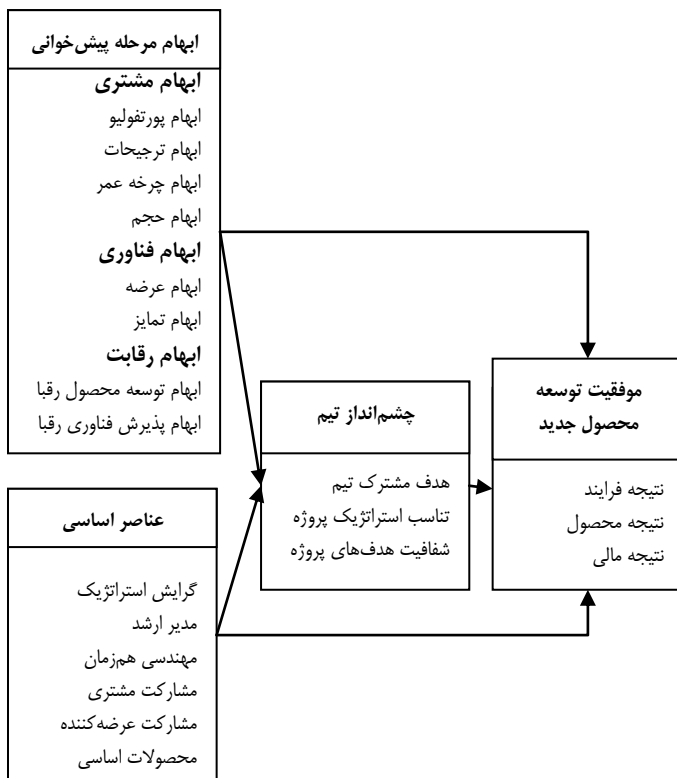 ابهام مرحله پیش‌خوانی
ابهام مشتری
ابهام پورتفولیو
ابهام ترجیحات
ابهام چرخه عمر
ابهام حجم
ابهام فناوری
ابهام عرضه
ابهام تمایز
ابهام رقابت
ابهام توسعه محصول رقبا
ابهام پذیرش فناوری رقبا
عناصر اساسی
گرایش استراتژیک
مدیر ارشد
مهندسی هم‌زمان
مشارکت مشتری
مشارکت عرضه‌کننده
محصولات اساسی
چشم‌انداز تیم
هدف مشترک تیم
تناسب استراتژیک پروژه
شفافیت هدف‌های پروژه
موفقیت توسعه
محصول جدید
نتیجه فرایند
نتیجه محصول
نتیجه مالی